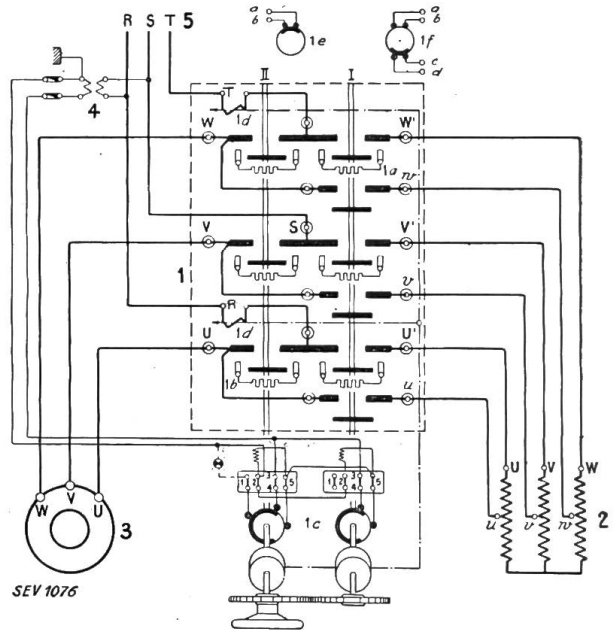 R S T 5
a
b
1e
a
b
1f
c
d
II I
4
T
1d
W W'
1a w
V S V'
1
v
R
1d
U U'
1b u
1 2 3 4 5 1 2 3 4 5
U V W
W V U
3
1c
u v w 2
SEV 1076